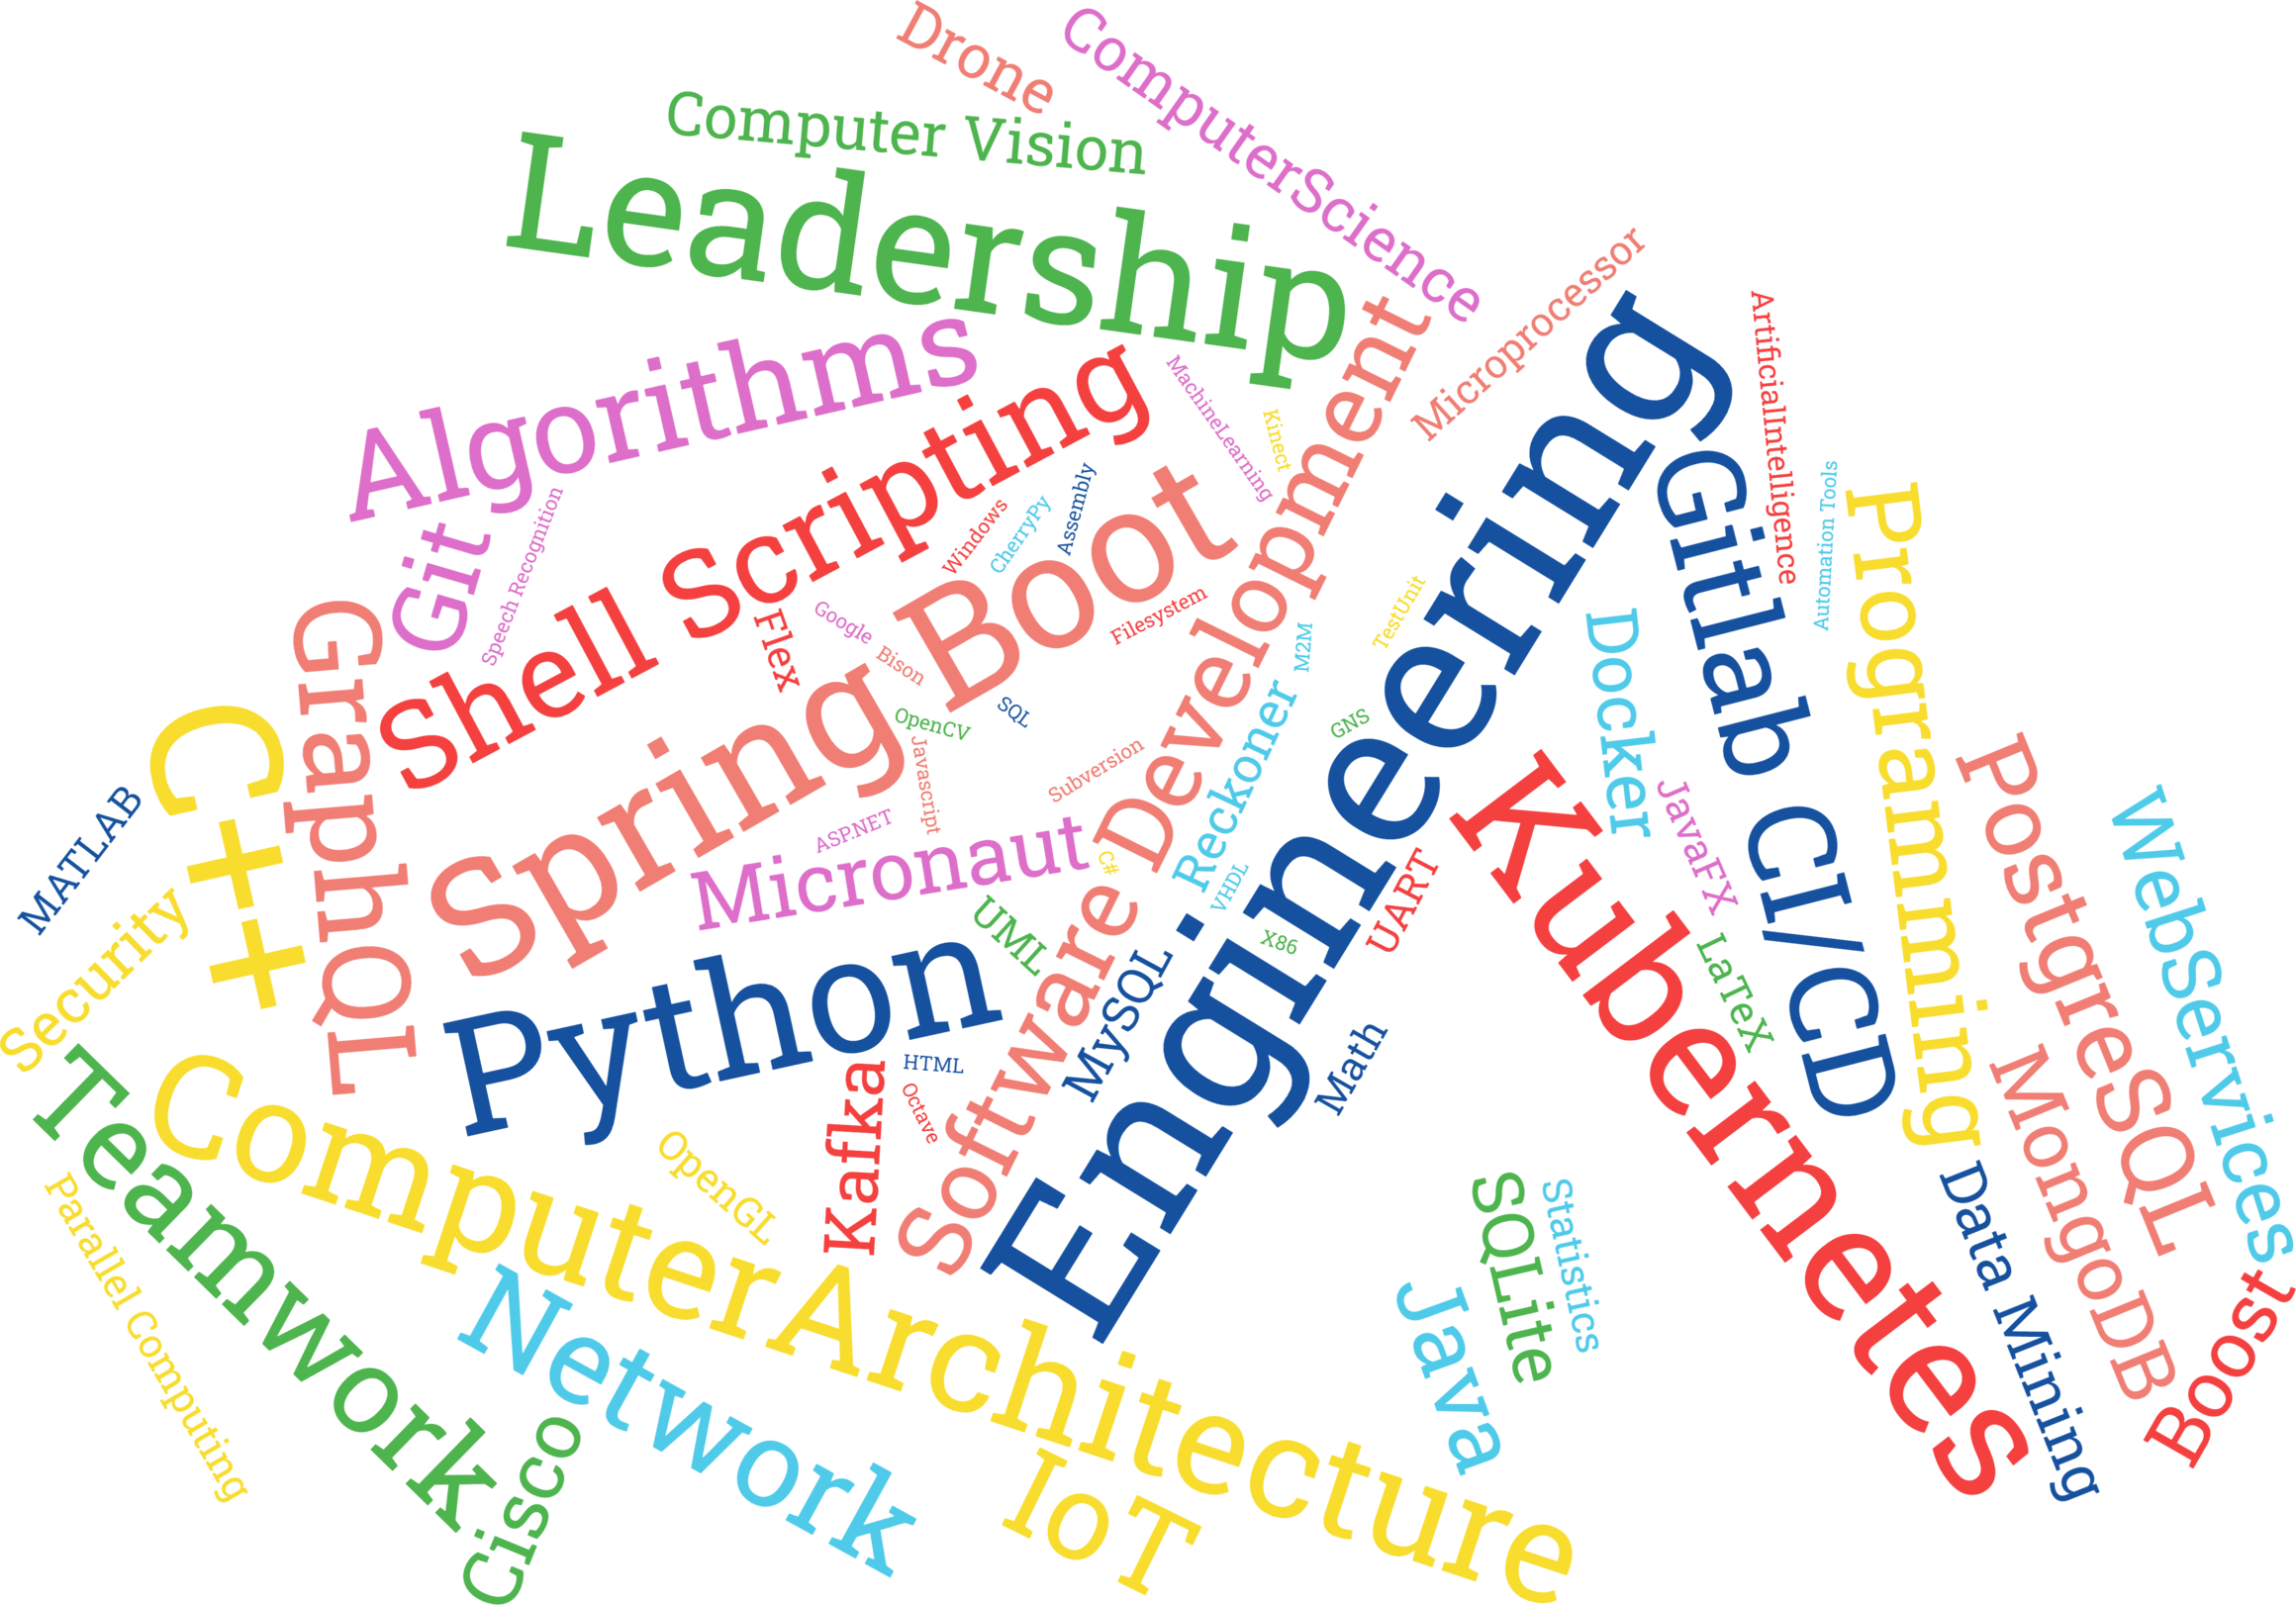 Drone
ComputerScience
Computer Vision
Leadership
Microprocessor
Algorithms
Shell Scripting
MachineLearning
Kinect
ArtificialIntelligence
Automation Tools
Git
Speech Recognition
Windows
CherryPy
Assembly
Spring Boot
Software Development
Engineering
Gitlab
Programming
Graphul
LiOn
Flex
Google
Bison
Filesystem
M2M
TestUnit
Docker
C++
OpenCV
SQL
Javascript
Subversion
Reckoner
GNS
Kubernetes
JavaFX
CI/CD
PostgreSQL
WebServices
MATLAB
Security
ASP.NET
Micronaut
C#
VHDL
UART
X86
UML
LaTeX
Python
MySQL
Math
HTML
Octave
Kafka
OpenGL
Teamwork
ComputerArchitecture
MongoDB
Data Mining
Boost
Parallel Computing
Network
SQLite
Statistics
Java
Cisco
IoT